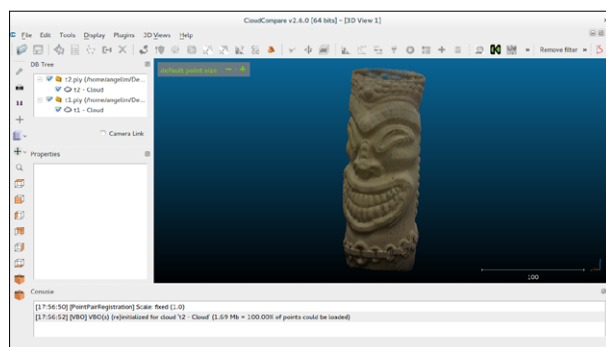 CloudCompare v2.6.0 [64 bits] - [3D View 1]
File Edit Tools Display Plugins 3D Views Help
Remove filter
DB Tree
default point size
t2.ply (/home/angelim/De...
t2 - Cloud
t1.ply (/home/angelim/De...
t1 - Cloud
Camera Link
Properties
100
Console
[17:56:50] [PointPairRegistration] Scale: fixed (1.0)
[17:56:52] [VBO] VBO(s) (re)initialized for cloud 't2 - Cloud' (1.69 Mb = 100.00% of points could be loaded)